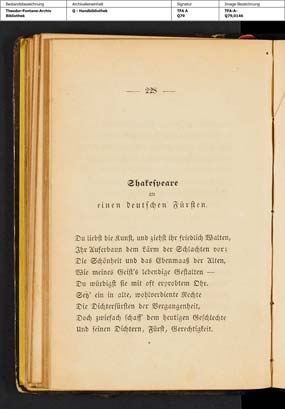 Bestandsbezeichnung Archivalieneinheit Signatur Image-Bezeichnung
Theodor-Fontane-Archiv Q - Handbibliothek TFA A TFA-A-
Bibliothek Q79 Q79,0146
— 228 —
Shakespeare
an
einen deutschen Fürsten.
Du liebst die Kunst, und ziehst ihr friedlich Walten,
Ihr Auferbaun dem Lärm der Schlachten vor;
Die Schönheit und das Ebenmaaß der Alten,
Wie meines Geist's lebendige Gestalten —
Du würdigst sie mit oft erprobtem Ohr.
Setz' ein in alte, wohlverdiente Rechte
Die Dichterfürsten der Vergangenheit,
Doch zwiefach schaff' dem heutigen Geschlechte
Und seinen Dichtern, Fürst, Gerechtigkeit.